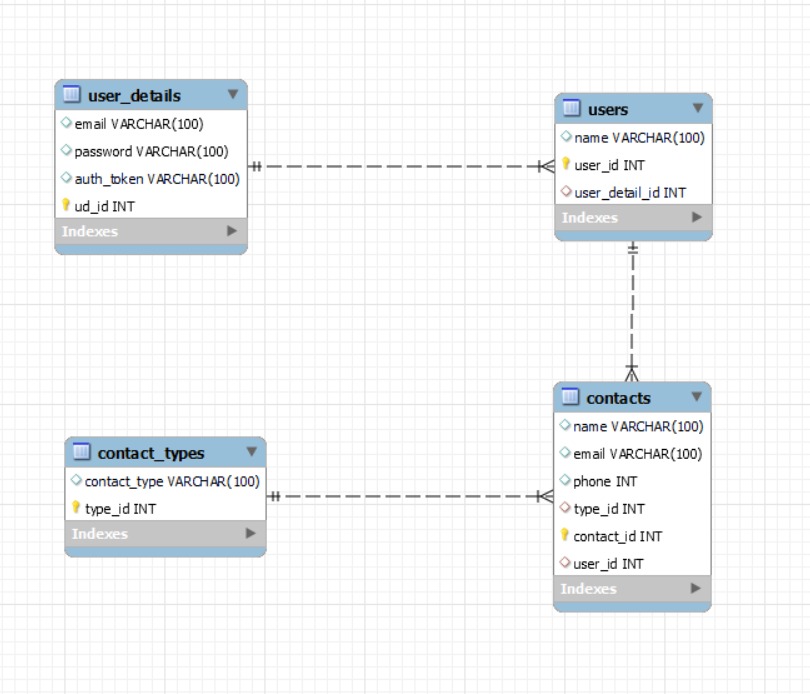 user_details
email VARCHAR(100)
password VARCHAR(100)
auth_token VARCHAR(100)
ud_id INT
Indexes
users
name VARCHAR(100)
user_id INT
user_detail_id INT
Indexes
contact_types
contact_type VARCHAR(100)
type_id INT
Indexes
contacts
name VARCHAR(100)
email VARCHAR(100)
phone INT
type_id INT
contact_id INT
user_id INT
Indexes